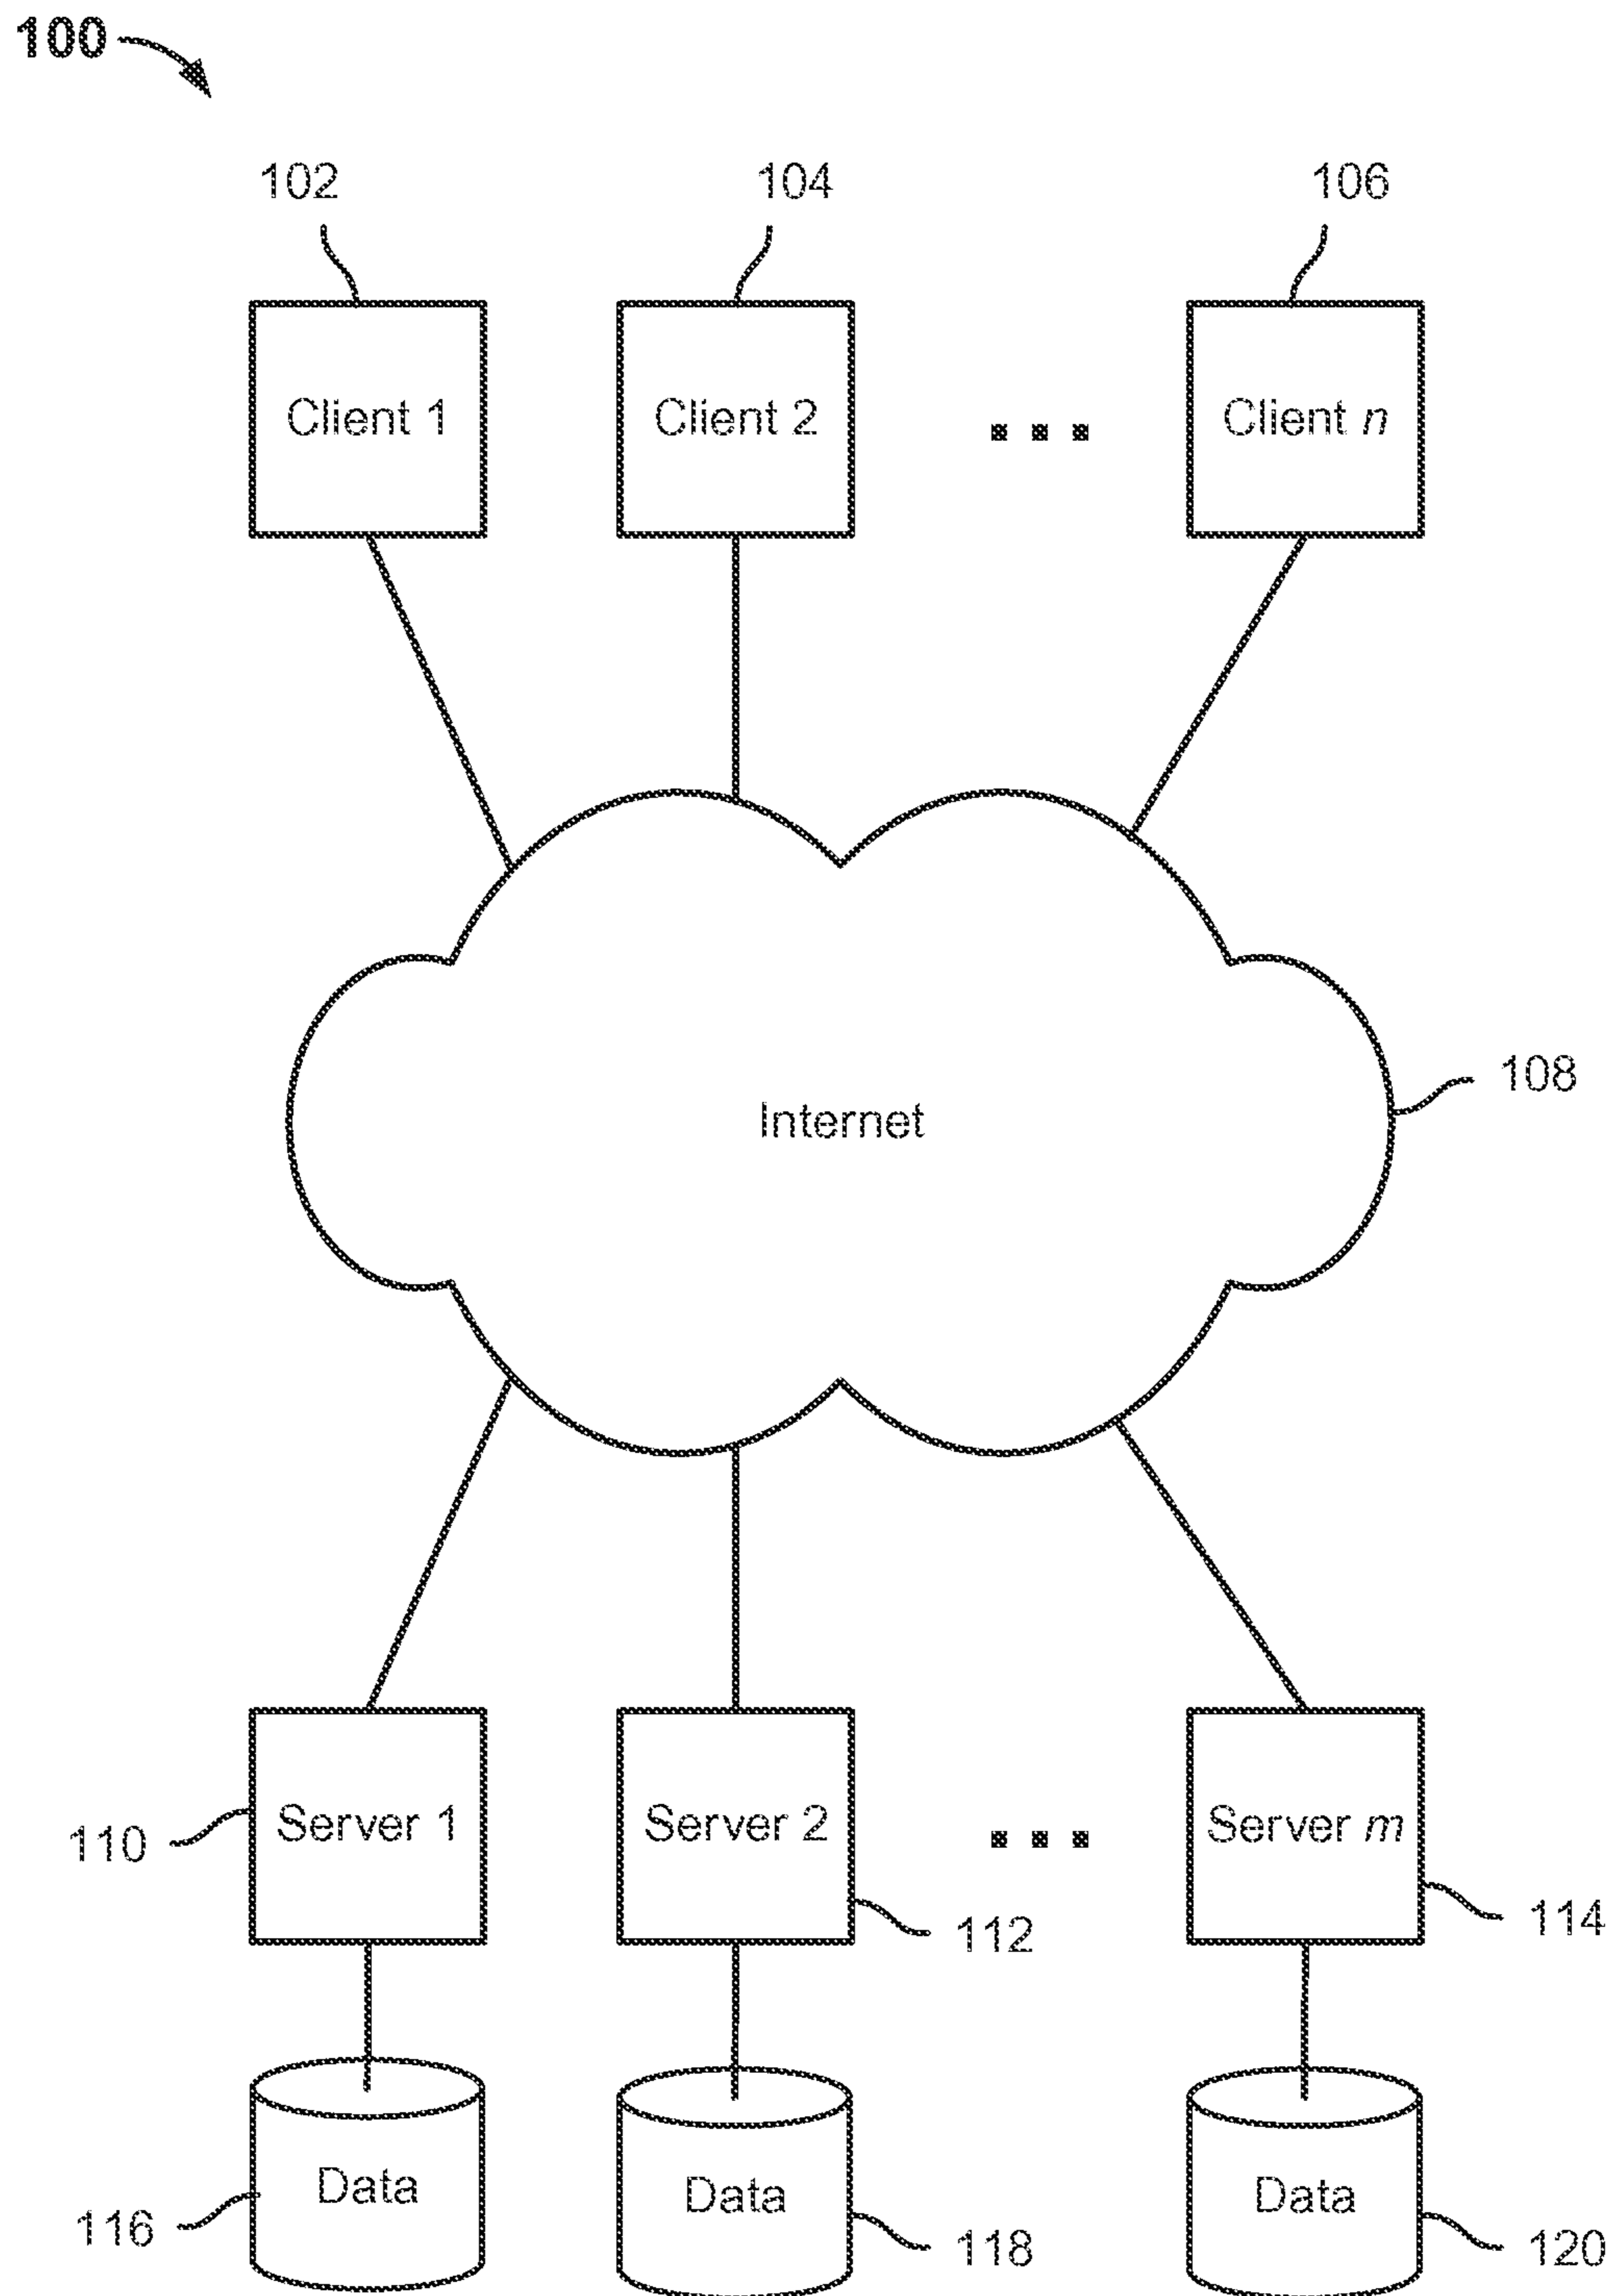 100
102 104 106
Client 1 Client 2 ... Client n
Internet
108
Server 1 Server 2 ... Server m
110
112
114
Data Data Data
116
118
120